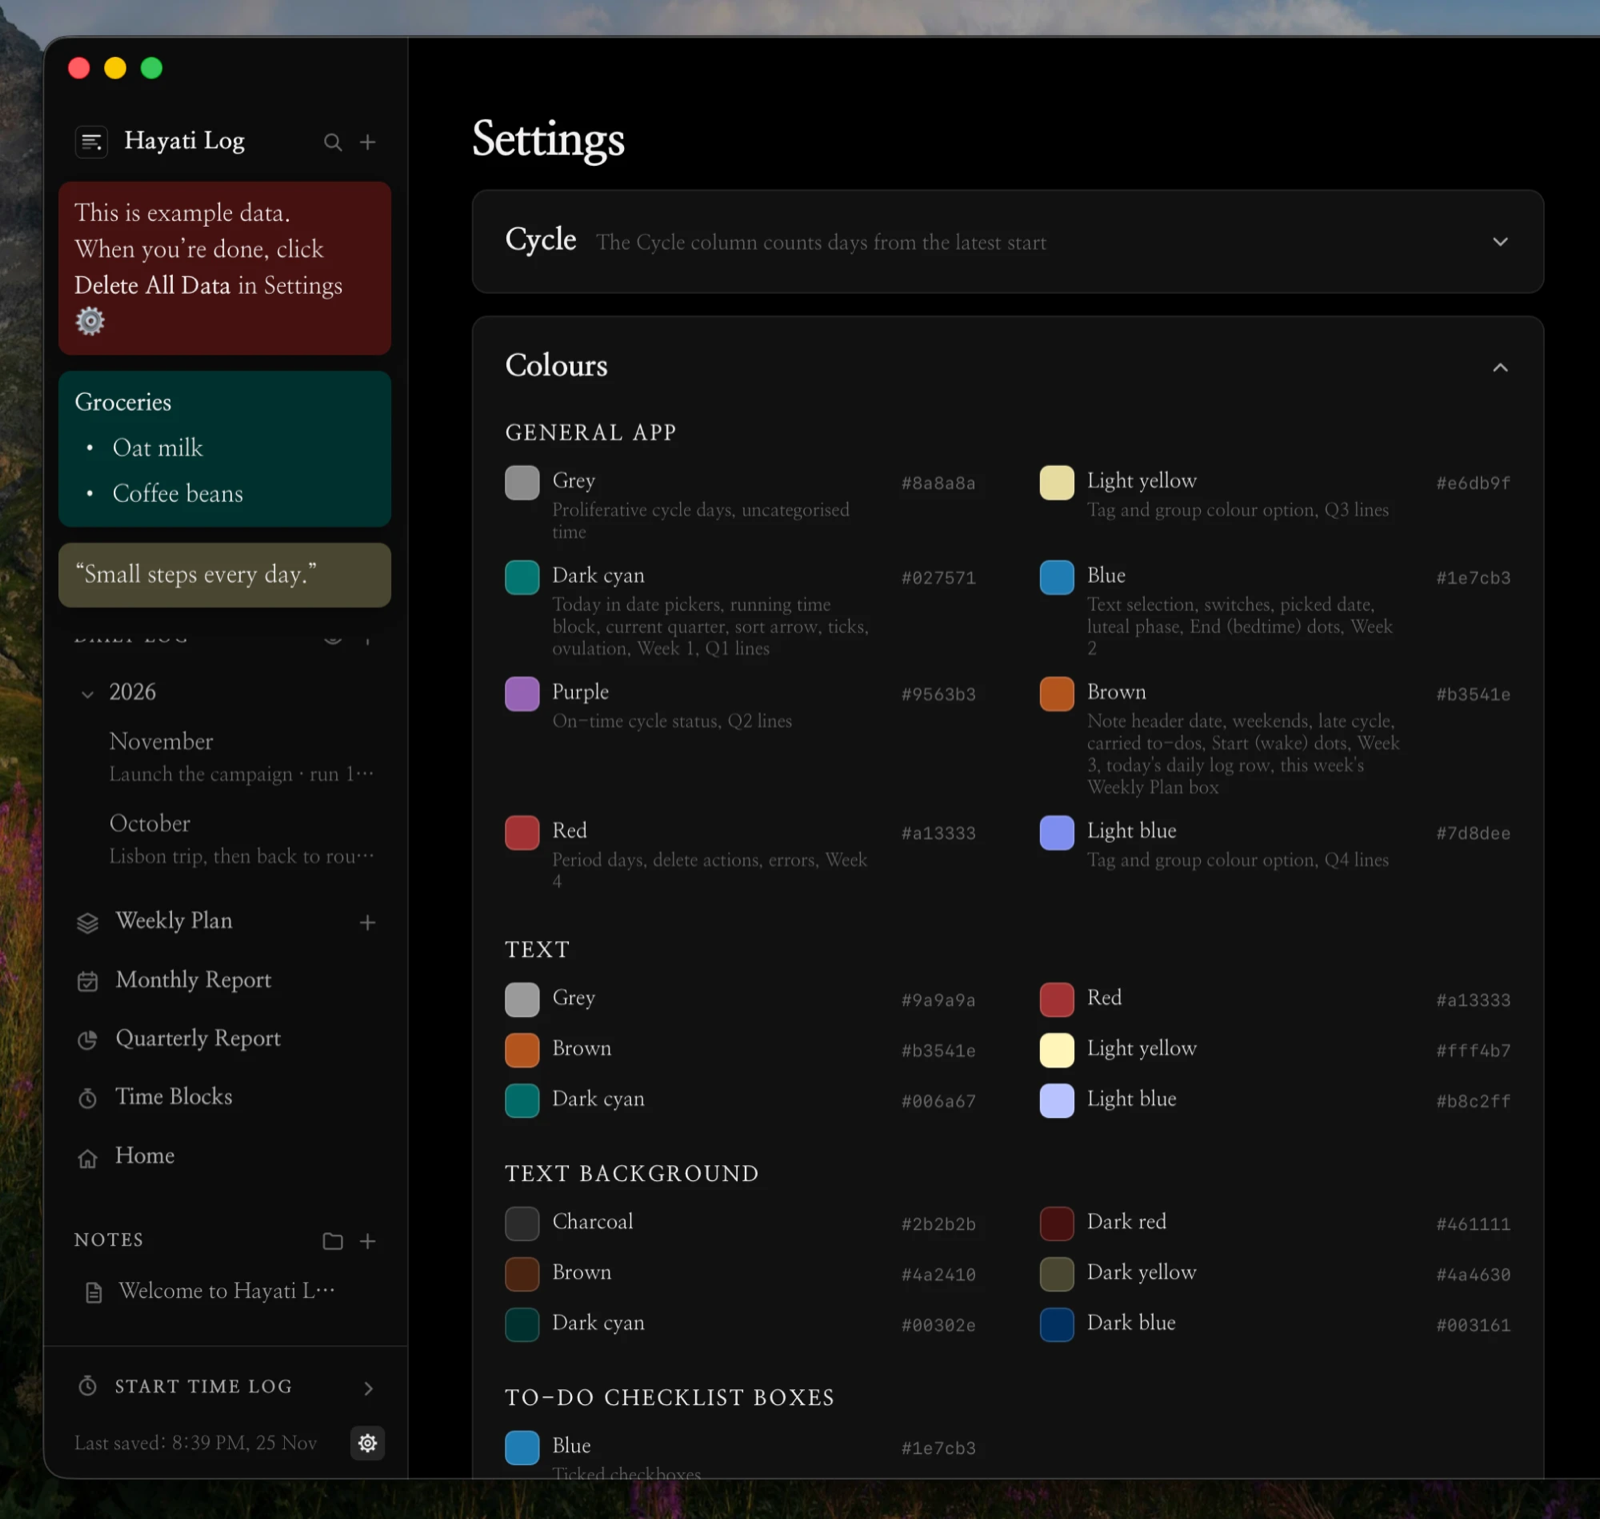 Hayati Log
This is example data.
When you're done, click
Delete All Data in Settings
Groceries
• Oat milk
• Coffee beans
“Small steps every day.”
DAILY LOG
2026
November
Launch the campaign · run 1···
October
Lisbon trip, then back to rou···
Weekly Plan
Monthly Report
Quarterly Report
Time Blocks
Home
NOTES
Welcome to Hayati L···
START TIME LOG
Last saved: 8:39 PM, 25 Nov
Settings
Cycle The Cycle column counts days from the latest start
Colours
GENERAL APP
Grey #8a8a8a
Proliferative cycle days, uncategorised
time
Light yellow #e6db9f
Tag and group colour option, Q3 lines
Dark cyan #027571
Today in date pickers, running time
block, current quarter, sort arrow, ticks,
ovulation, Week 1, Q1 lines
Blue #1e7cb3
Text selection, switches, picked date,
luteal phase, End (bedtime) dots, Week
2
Purple #9563b3
On-time cycle status, Q2 lines
Brown #b3541e
Note header date, weekends, late cycle,
carried to-dos, Start (wake) dots, Week
3, today's daily log row, this week's
Weekly Plan box
Red #a13333
Period days, delete actions, errors, Week
4
Light blue #7d8dee
Tag and group colour option, Q4 lines
TEXT
Grey #9a9a9a
Red #a13333
Brown #b3541e
Light yellow #fff4b7
Dark cyan #006a67
Light blue #b8c2ff
TEXT BACKGROUND
Charcoal #2b2b2b
Dark red #461111
Brown #4a2410
Dark yellow #4a4630
Dark cyan #00302e
Dark blue #003161
TO-DO CHECKLIST BOXES
Blue #1e7cb3
Ticked checkboxes